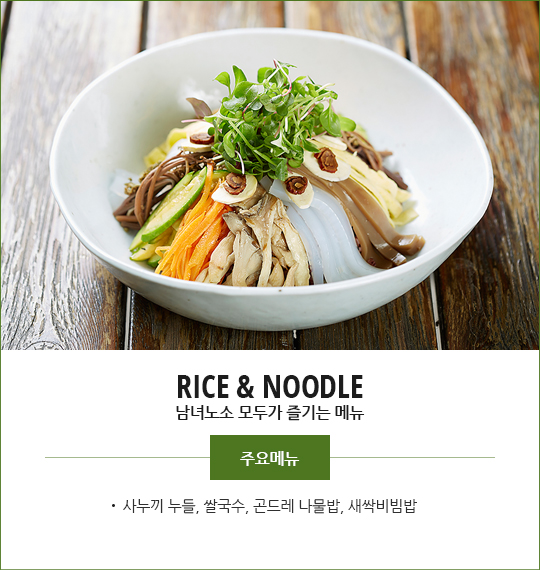 RICE & NOODLE
남녀노소 모두가 즐기는 메뉴
주요메뉴
• 사누끼 누들, 쌀국수, 곤드레 나물밥, 새싹비빔밥